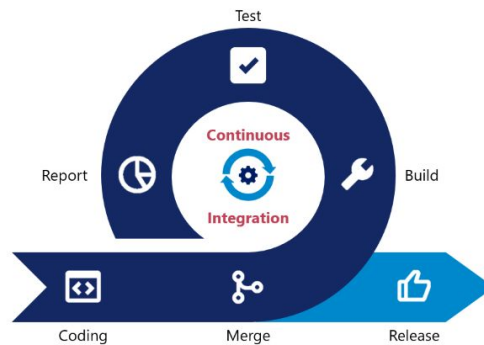 Test
Continuous
Report
Build
Integration
Coding
Merge
Release